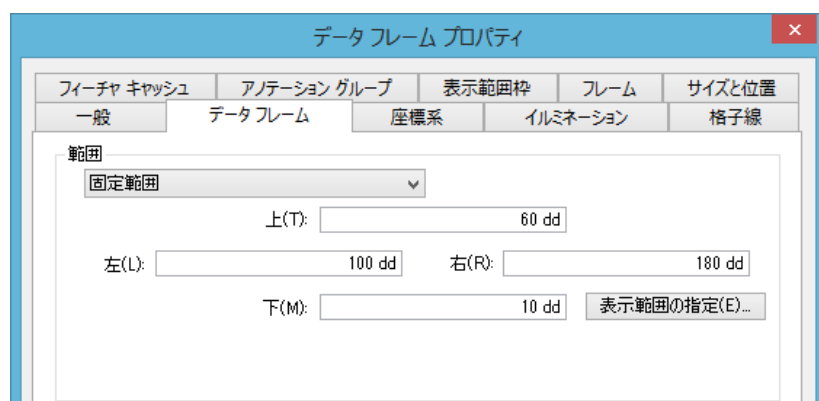 データ フレーム プロパティ
フィーチャ キャッシュ アノテーション グループ 表示範囲枠 フレーム サイズと位置
一般 データ フレーム 座標系 イルミネーション 格子線
範囲
固定範囲
上(T): 60 dd
左(L): 100 dd 右(R): 180 dd
下(M): 10 dd 表示範囲の指定(E)...